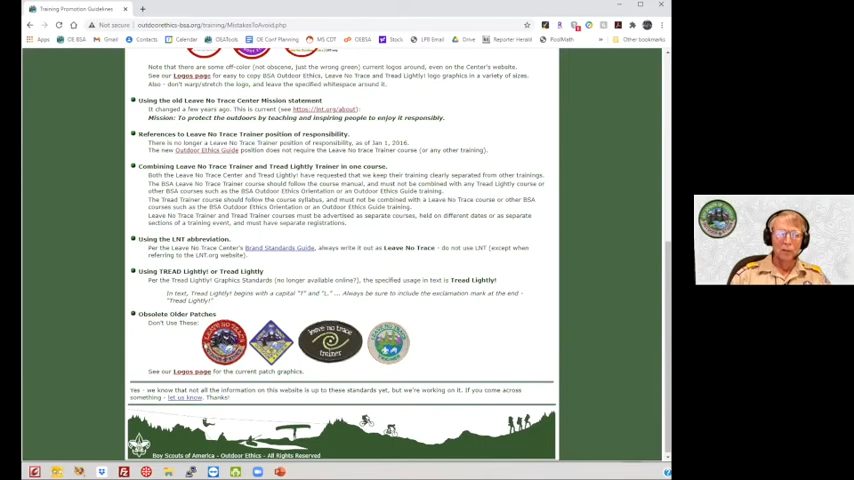 Training Promotion Guidelines
Not secure | outdoorethics-bsa.org/training/MistakesToAvoid.php
Apps OE BSA Gmail Contacts Calendar OEATools OE Conf Planning MS CDT OEBSA Stocks LPB Email Drive Reporter Herald PoolMath Other bookmarks
Note that there are some off-color (not obscene, just the wrong green) current logos around, even on the Center's website.
See our Logos page for easy to copy BSA Outdoor Ethics, Leave No Trace and Tread Lightly! logo graphics in a variety of sizes.
Also - don't warp/stretch the logo, and leave the specified whitespace around it.
Using the old Leave No Trace Center Mission statement
It changed a few years ago. This is current (see https://lnt.org/about):
Mission: To protect the outdoors by teaching and inspiring people to enjoy it responsibly.
References to Leave No Trace Trainer position of responsibility.
There is no longer a Leave No Trace Trainer position of responsibility, as of Jan 1, 2016.
The new Outdoor Ethics Guide position does not require the Leave No trace Trainer course (or any other training).
Combining Leave No Trace Trainer and Tread Lightly Trainer in one course.
Both the Leave No Trace Center and Tread Lightly! have requested that we keep their training clearly separated from other trainings.
The BSA Leave No Trace Trainer course should follow the course manual, and must not be combined with any Tread Lightly course or
other BSA courses such as the BSA Outdoor Ethics Orientation or an Outdoor Ethics Guide training.
The Tread Trainer course should follow the course syllabus, and must not be combined with a Leave No Trace course or other BSA
courses such as the BSA Outdoor Ethics Orientation or an Outdoor Ethics Guide training.
Leave No Trace Trainer and Tread Trainer courses must be advertised as separate courses, held on different dates or as separate
sections of a training event, and must have separate registrations.
Using the LNT abbreviation.
Per the Leave No Trace Center's Brand Standards Guide, always write it out as Leave No Trace - do not use LNT (except when
referring to the LNT.org website).
Using TREAD Lightly! or Tread Lightly
Per the Tread Lightly! Graphics Standards (no longer available online?), the specified usage in text is Tread Lightly!
In text, Tread Lightly! begins with a capital "T" and "L." ... Always be sure to include the exclamation mark at the end -
"Tread Lightly!"
Obsolete Older Patches
Don't Use These:
LEAVE NO TRACE
leave no trace
trainer
LEAVE NO TRACE
See our Logos page for the current patch graphics.
Yes - we know that not all the information on this website is up to these standards yet, but we're working on it. If you come across
something - let us know. Thanks!
Boy Scouts of America - Outdoor Ethics - All Rights Reserved